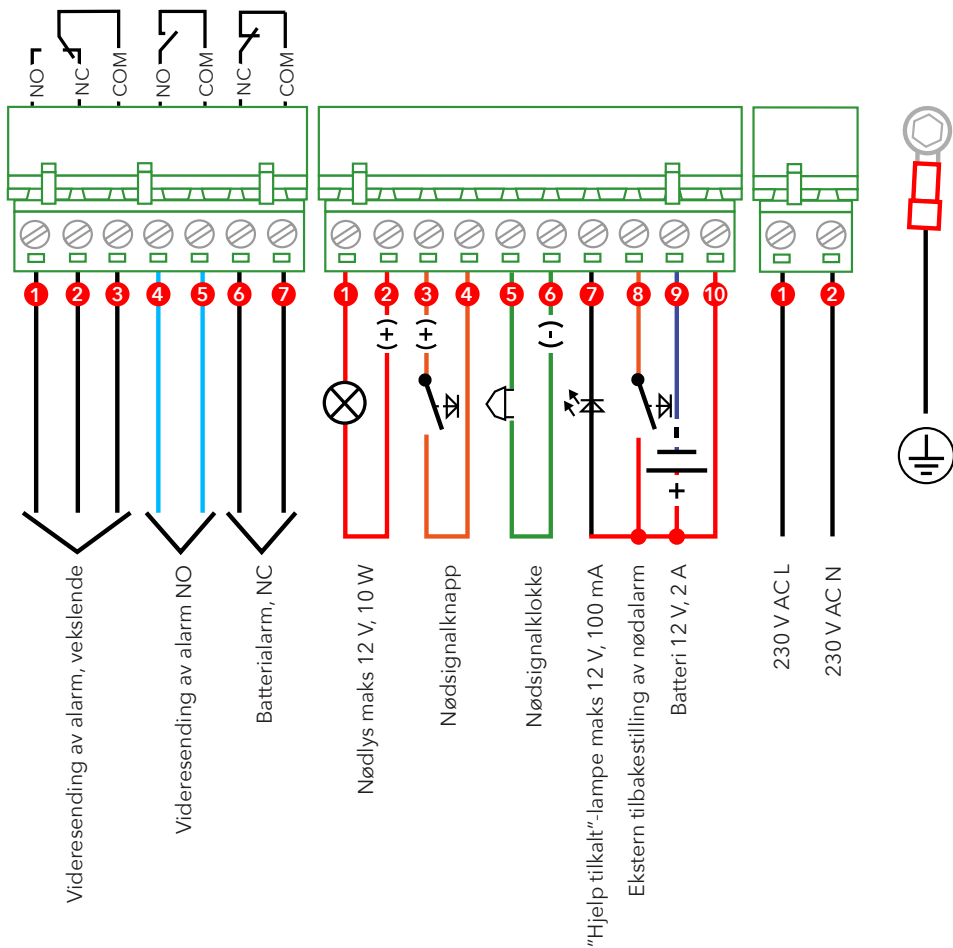 NO
NC
COM
NO
COM
NC
COM
1
2
3
4
5
6
7
1
2
3
4
5
6
7
8
9
10
1
2
(+)
(+)
(-)
-
+
Videresending av alarm, vekslende
Videresending av alarm NO
Batterialarm, NC
Nødlys maks 12 V, 10 W
Nødsignalknapp
Nødsignalklokke
"Hjelp tilkalt"-lampe maks 12 V, 100 mA
Ekstern tilbakestilling av nødalarm
Batteri 12 V, 2 A
230 V AC L
230 V AC N